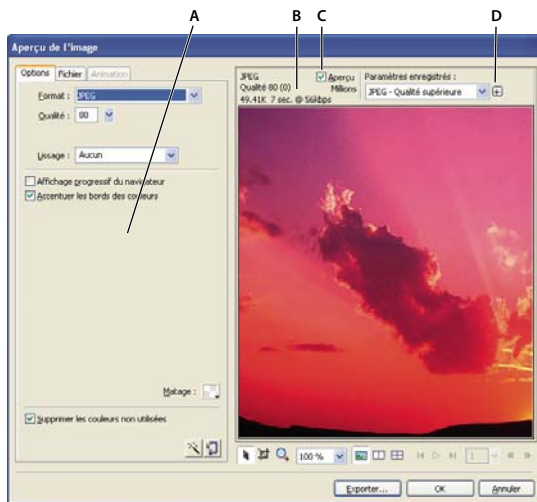 A B C D
Aperçu de l'image
Options Fichier Animation
Format : JPEG
Qualité : 80
Lissage : Aucun
Affichage progressif du navigateur
Accentuer les bords des couleurs
Matage :
Supprimer les couleurs non utilisées
JPEG
Qualité 80 (0)
49.41K 7 sec. @ 56kbps
Aperçu
Millions
Paramètres enregistrés :
JPEG - Qualité supérieure
100 %
1
Exporter... OK Annuler